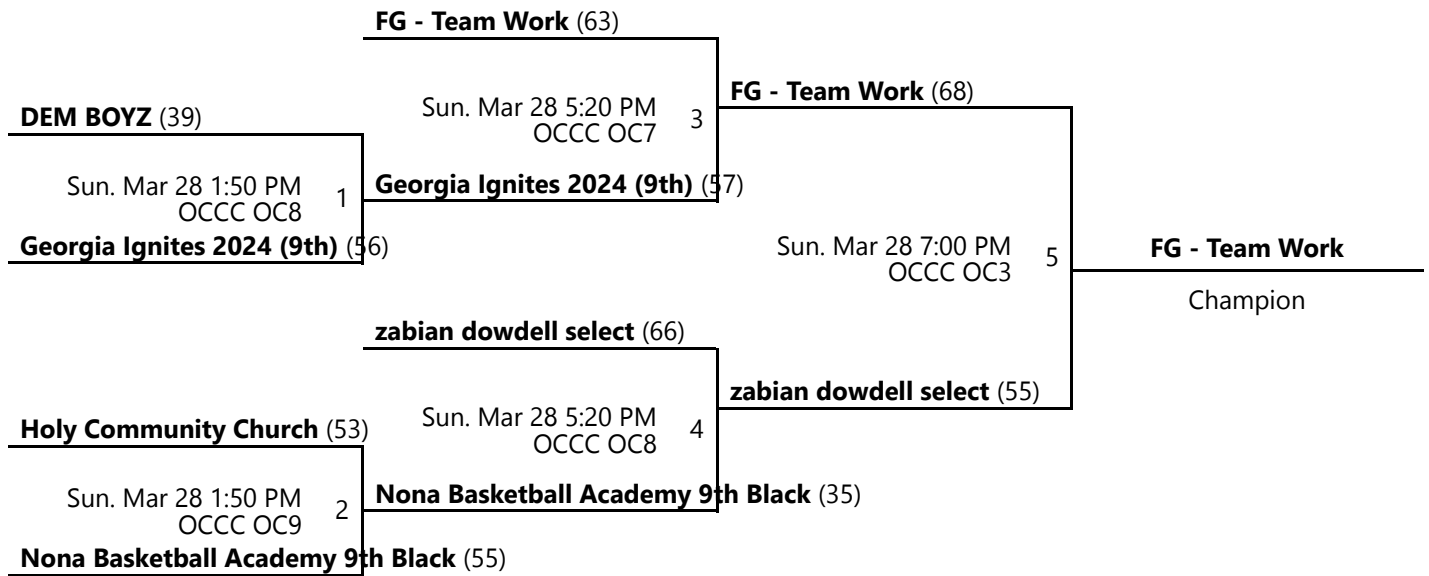 FG - Team Work (63)
FG - Team Work (68)
Sun. Mar 28 5:20 PM
OCCC OC7
3
DEM BOYZ (39)
Sun. Mar 28 1:50 PM
OCCC OC8
1
Georgia Ignites 2024 (9th) (57)
Georgia Ignites 2024 (9th) (56)
Sun. Mar 28 7:00 PM
OCCC OC3
5
FG - Team Work
Champion
zabian dowdell select (66)
zabian dowdell select (55)
Holy Community Church (53)
Sun. Mar 28 5:20 PM
OCCC OC8
4
Sun. Mar 28 1:50 PM
OCCC OC9
2
Nona Basketball Academy 9th Black (35)
Nona Basketball Academy 9th Black (55)